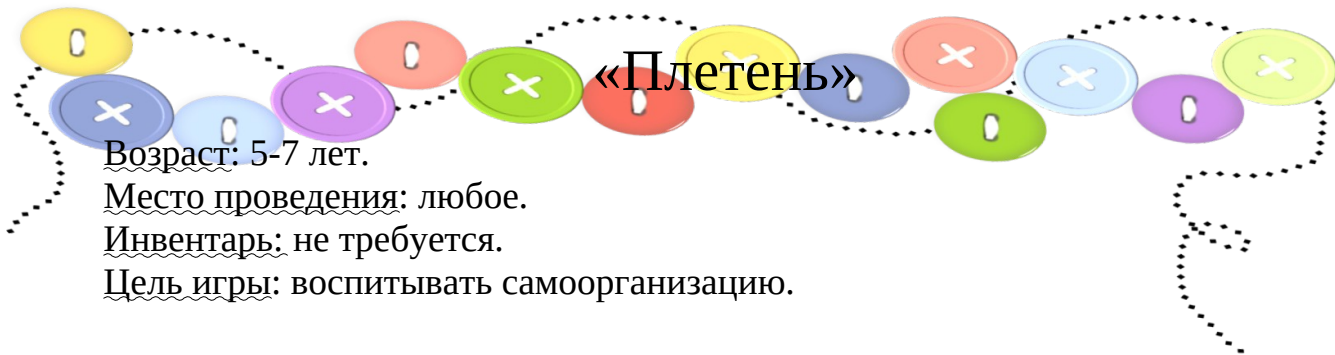 «Плетень»
Возраст: 5-7 лет.
Место проведения: любое.
Инвентарь: не требуется.
Цель игры: воспитывать самоорганизацию.